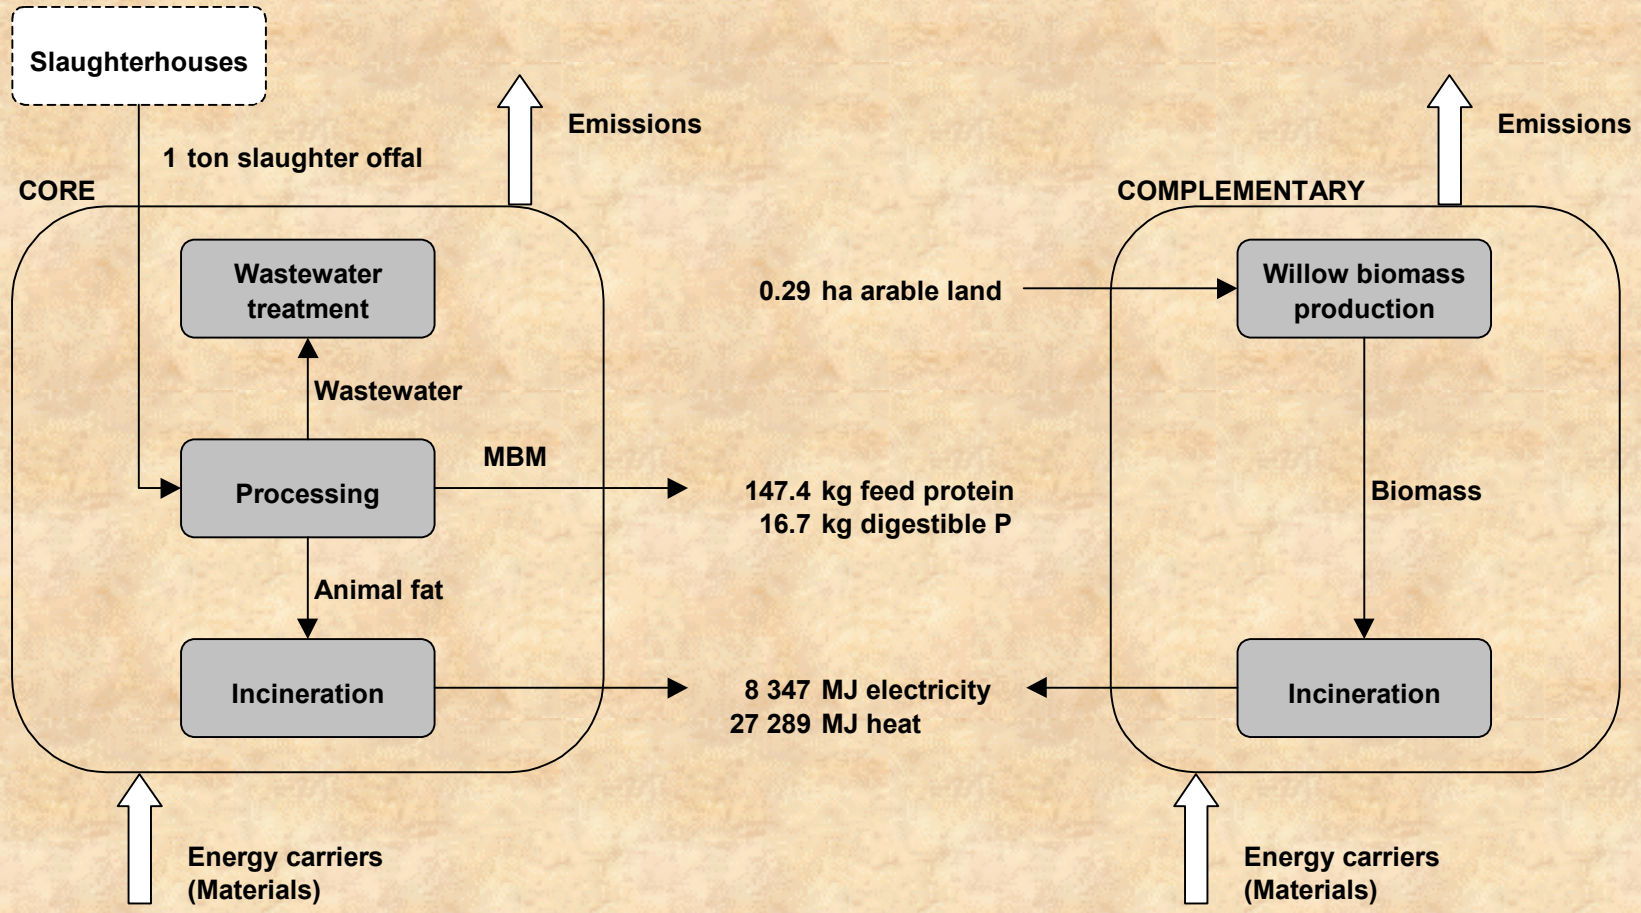 Slaughterhouses
1 ton slaughter offal
Emissions
CORE
Wastewater
treatment
Wastewater
Processing
MBM
Animal fat
Incineration
Energy carriers
(Materials)
0.29 ha arable land
147.4 kg feed protein
16.7 kg digestible P
8 347 MJ electricity
27 289 MJ heat
Emissions
COMPLEMENTARY
Willow biomass
production
Biomass
Incineration
Energy carriers
(Materials)